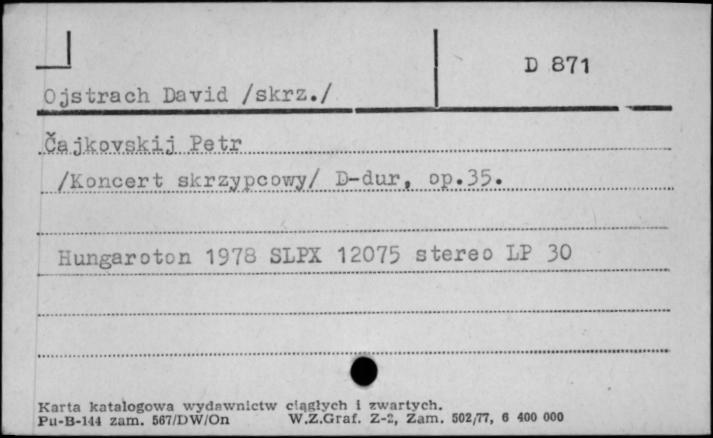 D 871
Ojstrach David /skrz./
Čajkovskij Petr
/Koncert skrzypcowy/ D-dur, op.35.
Hungaroton 1978 SLPX 12075 stereo LP 30
Karta katalogowa wydawnictw ciągłych i zwartych.
Pu-B-144 zam. 567/DW/On W.Z.Graf. Z-2, Zam. 502/77, 6 400 000